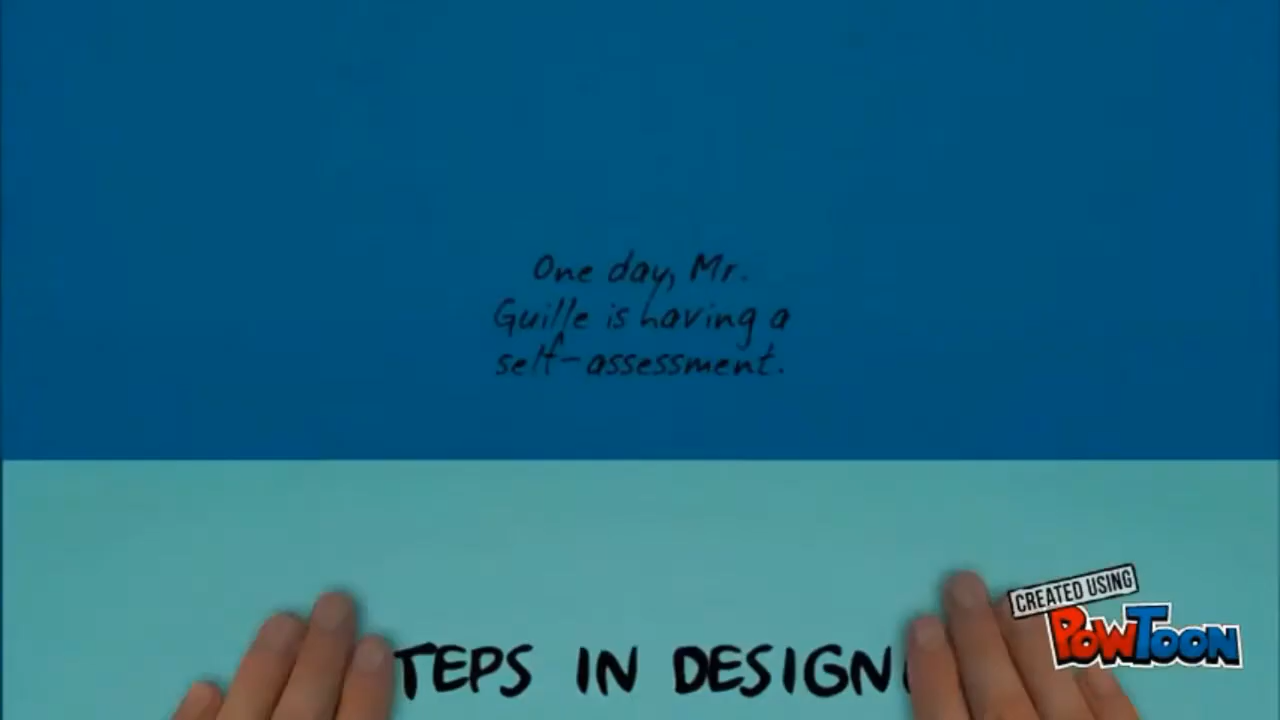 One day, Mr.
Guille is having a
self-assessment.
TEPS IN DESIGN
CREATED USING
POWTOON